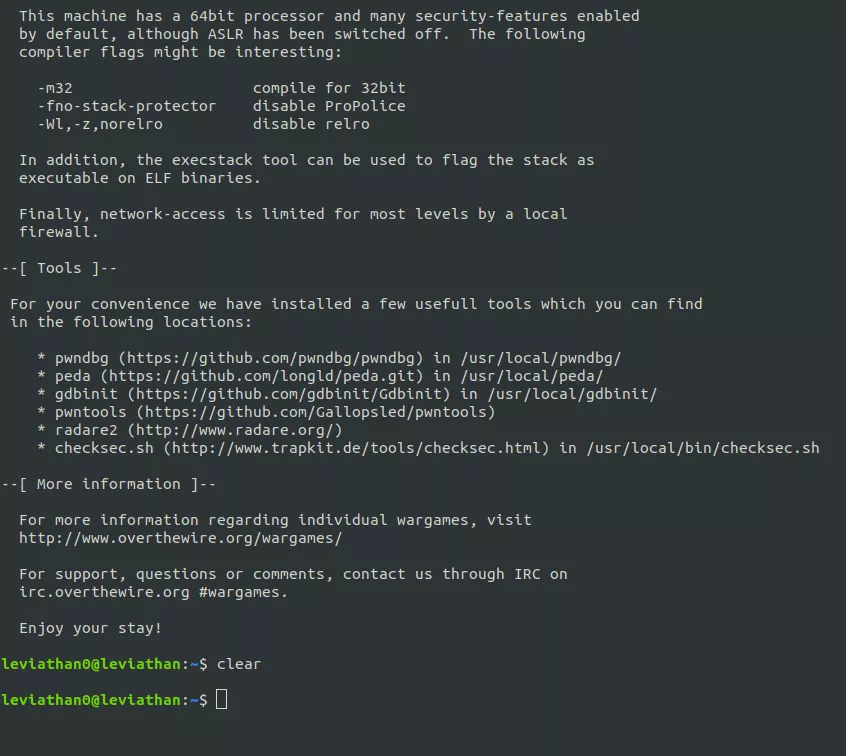 This machine has a 64bit processor and many security-features enabled
by default, although ASLR has been switched off.  The following
compiler flags might be interesting:
-m32                    compile for 32bit
-fno-stack-protector    disable ProPolice
-Wl,-z,norelro          disable relro
In addition, the execstack tool can be used to flag the stack as
executable on ELF binaries.
Finally, network-access is limited for most levels by a local
firewall.
--[ Tools ]--
For your convenience we have installed a few usefull tools which you can find
in the following locations:
* pwndbg (https://github.com/pwndbg/pwndbg) in /usr/local/pwndbg/
* peda (https://github.com/longld/peda.git) in /usr/local/peda/
* gdbinit (https://github.com/gdbinit/Gdbinit) in /usr/local/gdbinit/
* pwntools (https://github.com/Gallopsled/pwntools)
* radare2 (http://www.radare.org/)
* checksec.sh (http://www.trapkit.de/tools/checksec.html) in /usr/local/bin/checksec.sh
--[ More information ]--
For more information regarding individual wargames, visit
http://www.overthewire.org/wargames/
For support, questions or comments, contact us through IRC on
irc.overthewire.org #wargames.
Enjoy your stay!
leviathan0@leviathan:~$ clear
leviathan0@leviathan:~$